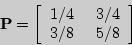 P = [ 1/4 3/4
3/8 5/8 ]